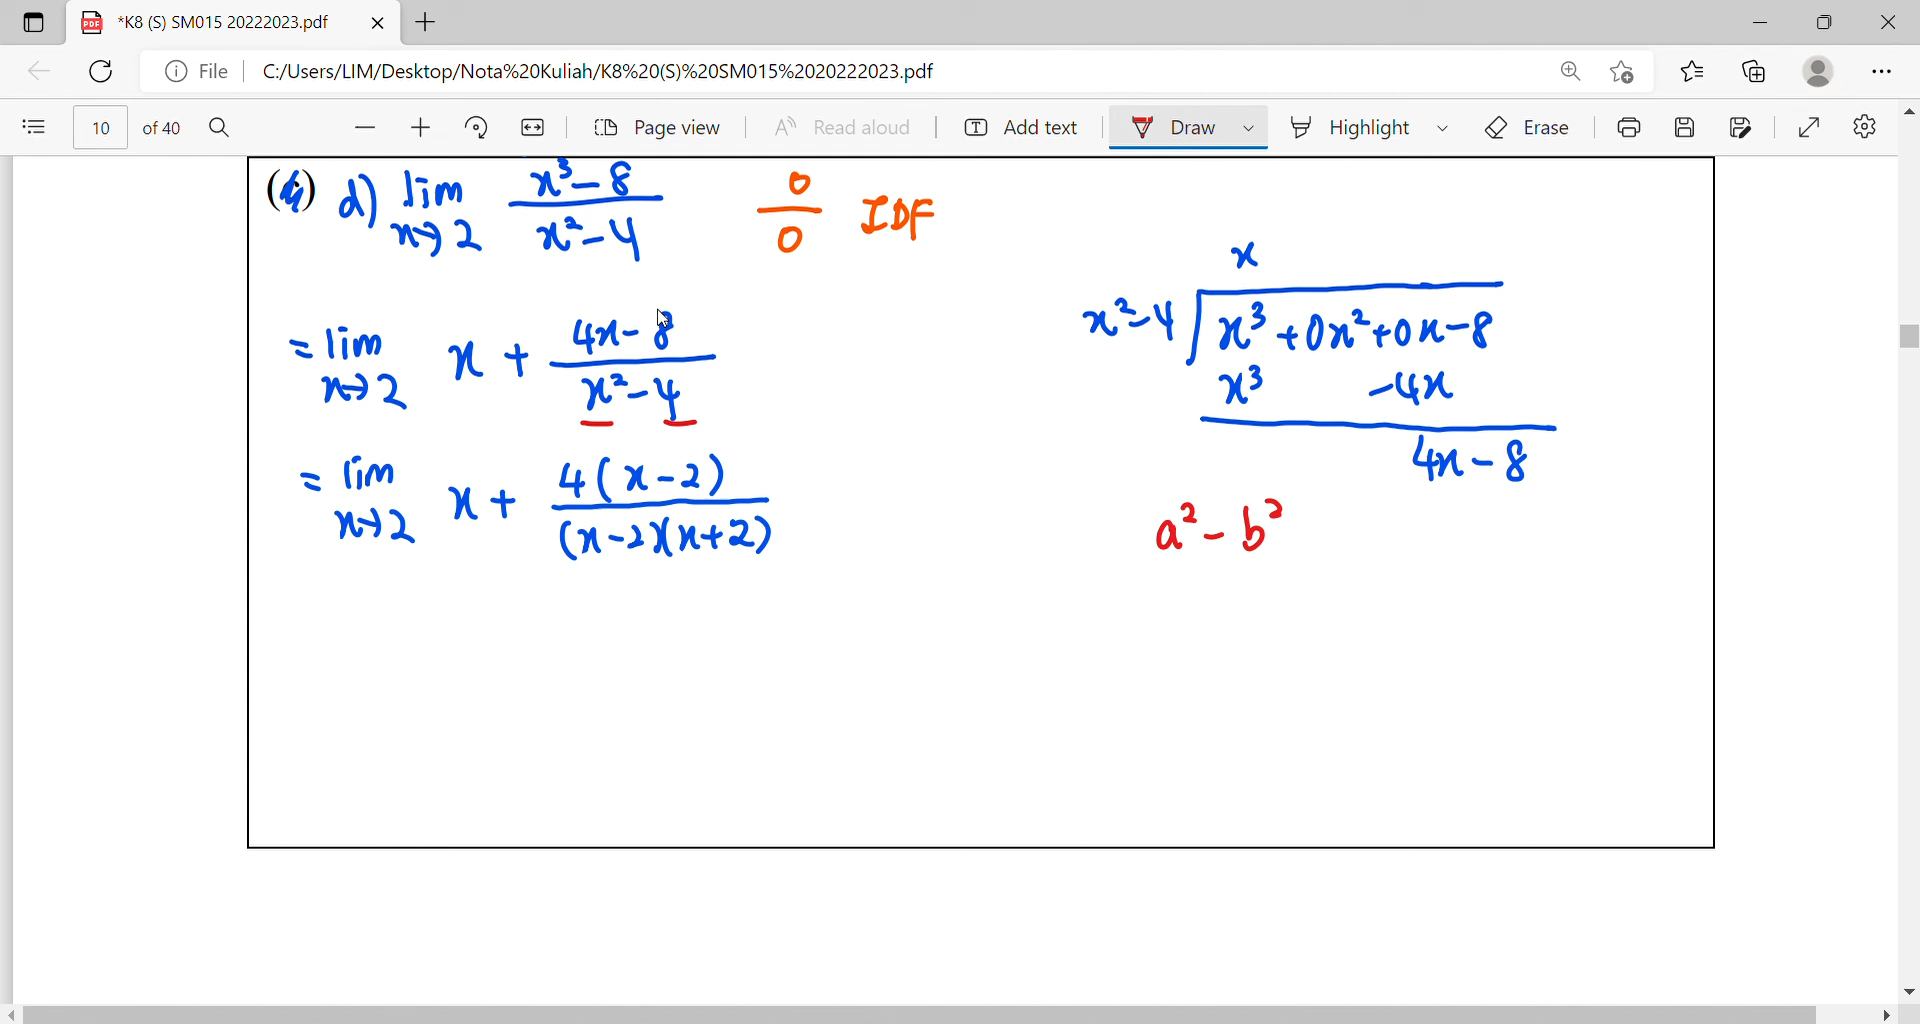 *K8 (S) SM015 20222023.pdf
File C:/Users/LIM/Desktop/Nota%20Kuliah/K8%20(S)%20SM015%2020222023.pdf
10 of 40 Page view Read aloud Add text Draw Highlight Erase
d) lim x→2 (x³-8)/(x²-4) 0/0 IDF
= lim x→2 x + (4x-8)/(x²-4)
= lim x→2 x + 4(x-2)/((x-2)(x+2))
x
x²-4 x³+0x²+0x-8
x³ -4x
4x-8
a²-b²